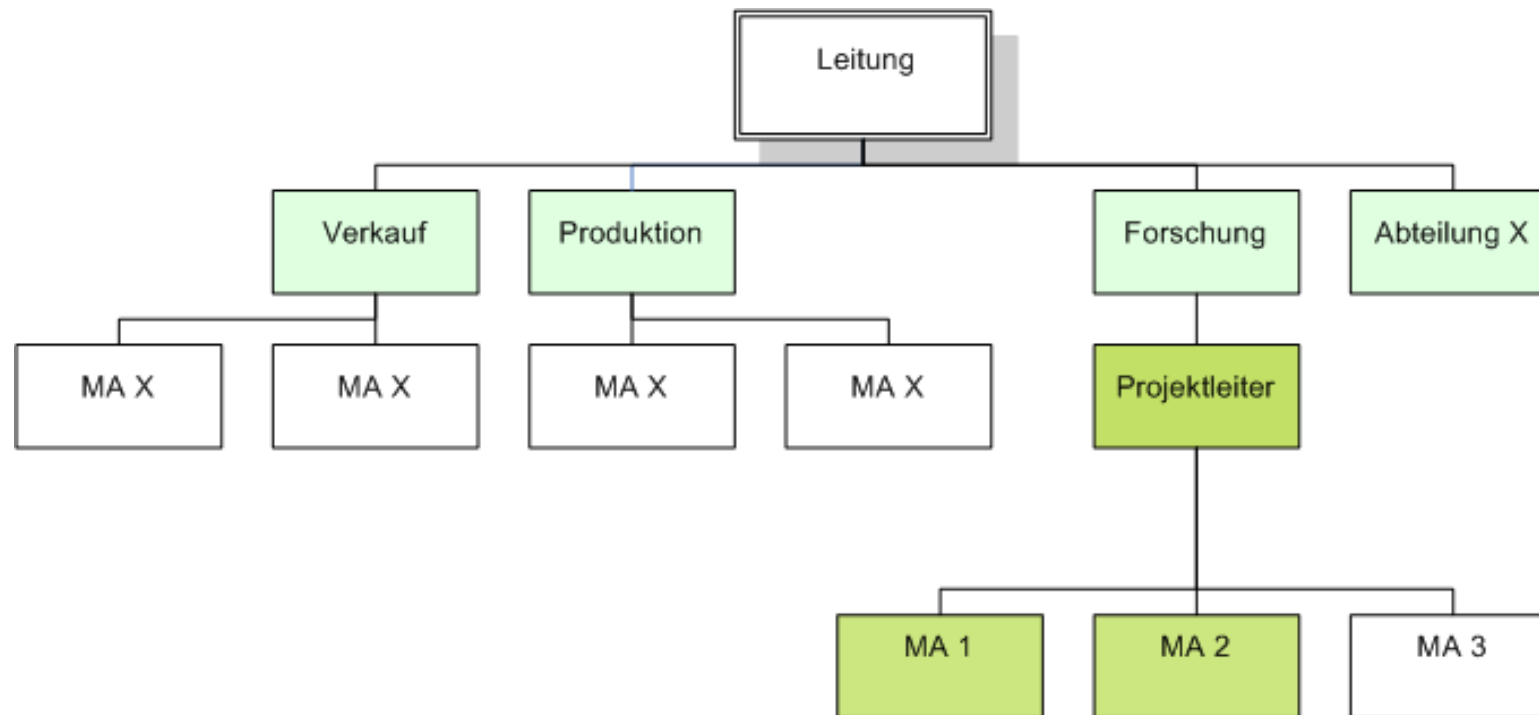 Leitung
Verkauf
Produktion
Forschung
Abteilung X
MA X
MA X
MA X
MA X
Projektleiter
MA 1
MA 2
MA 3